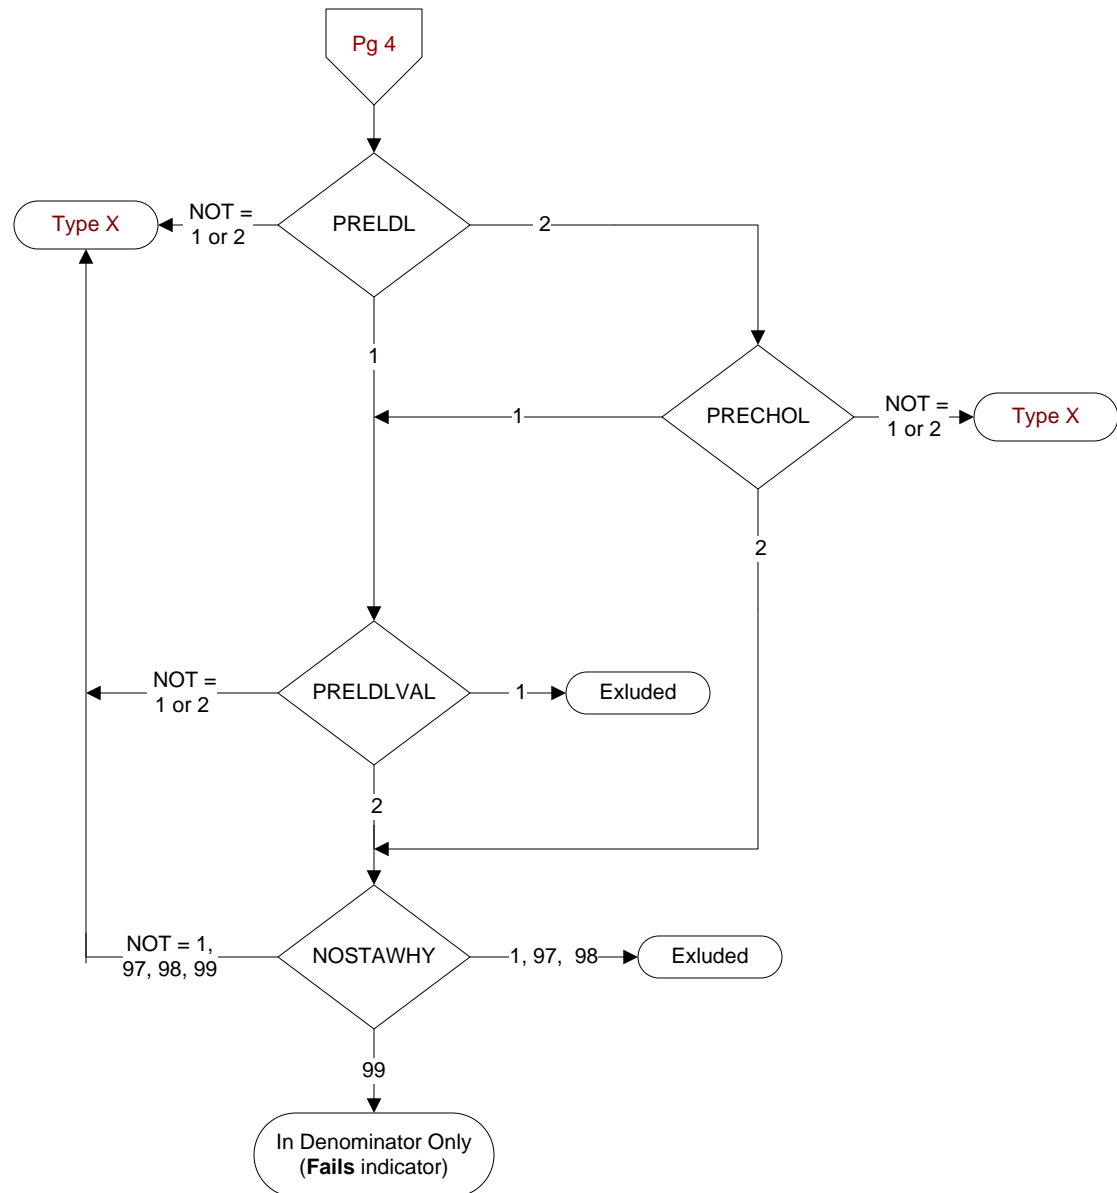 Pg 4
Type X
NOT =
1 or 2
PRELDL
2
1
1
PRECHOL
NOT =
1 or 2
Type X
2
NOT =
1 or 2
PRELDLVAL
1
Exluded
2
NOT = 1,
97, 98, 99
NOSTAWHY
1, 97, 98
Exluded
99
In Denominator Only
(Fails indicator)